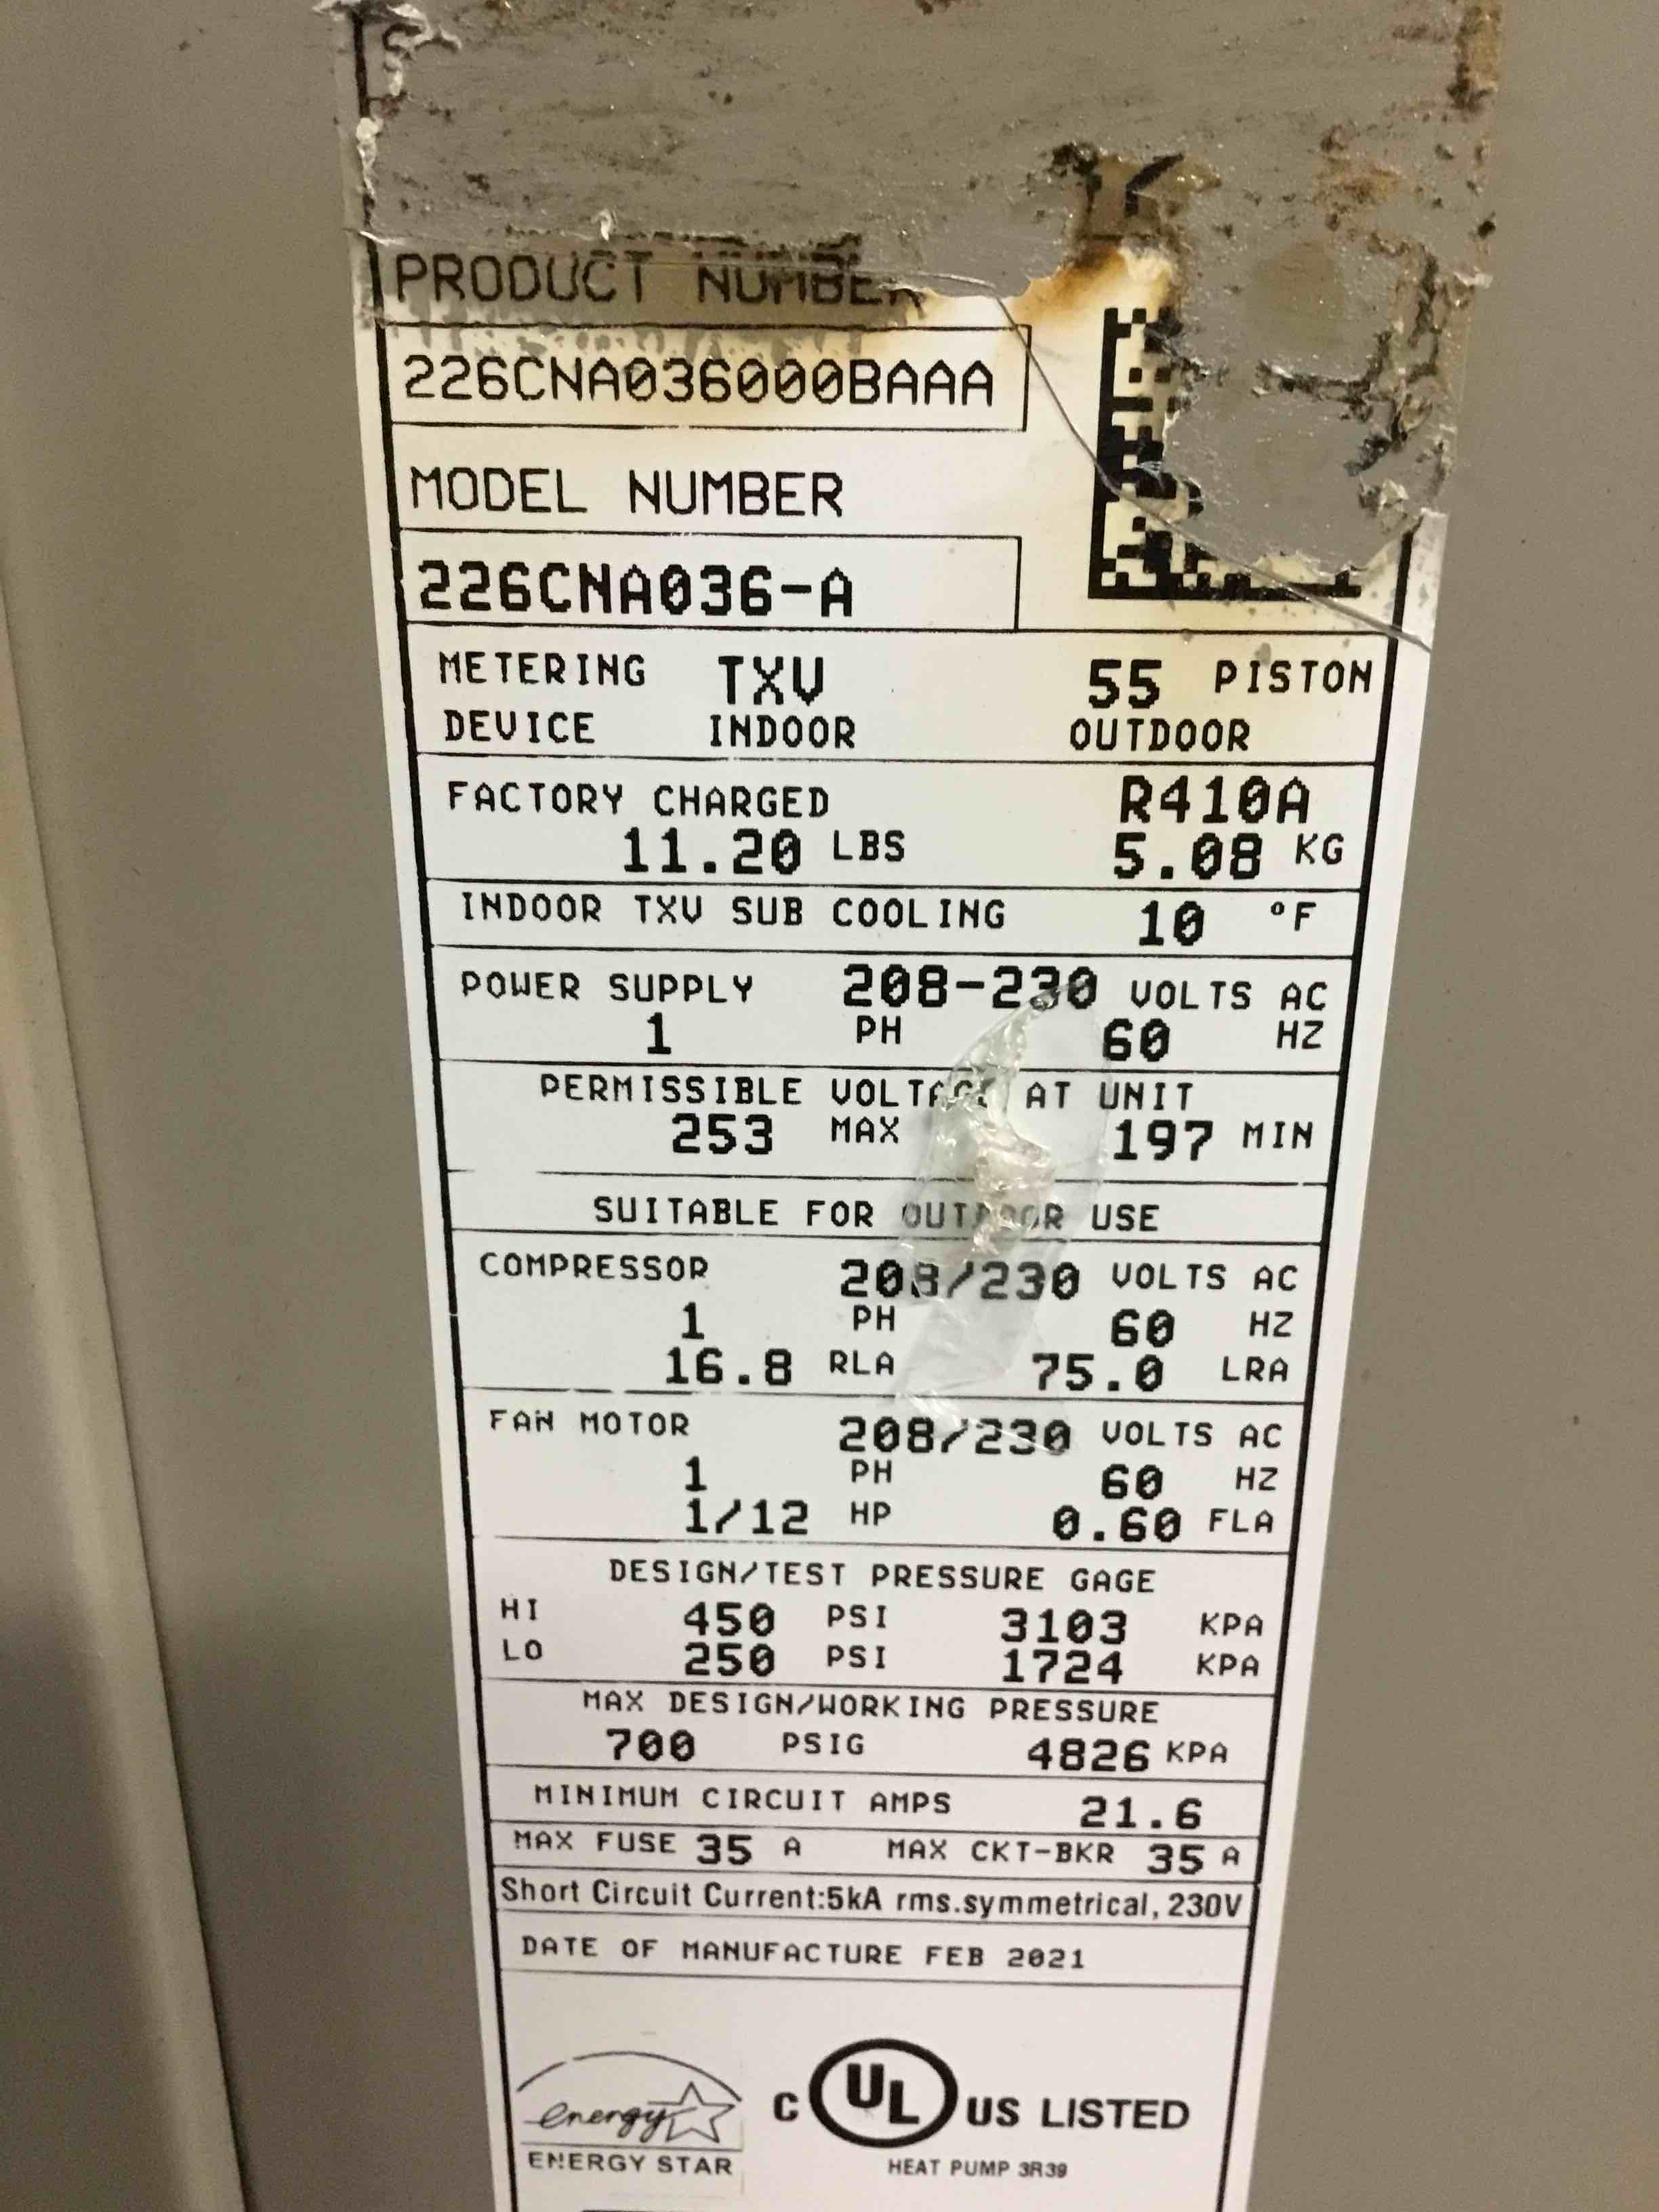 PRODUCT NUMBER
226CNA036000BAAA
MODEL NUMBER
226CNA036-A
METERING TXV 55 PISTON
DEVICE INDOOR OUTDOOR
FACTORY CHARGED R410A
11.20 LBS 5.08 KG
INDOOR TXV SUB COOLING 10 °F
POWER SUPPLY 208-230 VOLTS AC
1 PH 60 HZ
PERMISSIBLE VOLTAGE AT UNIT
253 MAX 197 MIN
SUITABLE FOR OUTDOOR USE
COMPRESSOR 208/230 VOLTS AC
1 PH 60 HZ
16.8 RLA 75.0 LRA
FAN MOTOR 208/230 VOLTS AC
1 PH 60 HZ
1/12 HP 0.60 FLA
DESIGN/TEST PRESSURE GAGE
HI 450 PSI 3103 KPA
LO 250 PSI 1724 KPA
MAX DESIGN/WORKING PRESSURE
700 PSIG 4826 KPA
MINIMUM CIRCUIT AMPS 21.6
MAX FUSE 35 A MAX CKT-BKR 35 A
Short Circuit Current:5kA rms.symmetrical, 230V
DATE OF MANUFACTURE FEB 2021
energy
ENERGY STAR
C UL US LISTED
HEAT PUMP 3R39